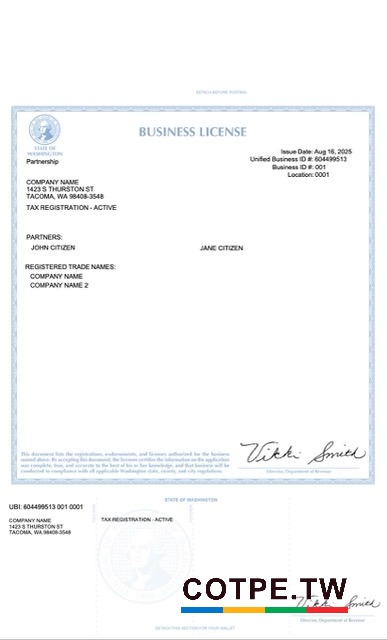 DETACH BEFORE POSTING
BUSINESS LICENSE
STATE OF
WASHINGTON
Partnership
Issue Date: Aug 16, 2025
Unified Business ID #: 604499513
Business ID #: 001
Location: 0001
COMPANY NAME
1423 S THURSTON ST
TACOMA, WA 98408-3548
TAX REGISTRATION - ACTIVE
PARTNERS:
JOHN CITIZEN
JANE CITIZEN
REGISTERED TRADE NAMES:
COMPANY NAME
COMPANY NAME 2
This document lists the registrations, endorsements, and licenses authorized for the business
named above. By accepting this document, the licensee certifies the information on the application
was complete, true, and accurate to the best of his or her knowledge, and that business will be
conducted in compliance with all applicable Washington state, county, and city regulations.
Vikki Smith
Director, Department of Revenue
STATE OF WASHINGTON
UBI: 604499513 001 0001
COMPANY NAME
1423 S THURSTON ST
TACOMA, WA 98408-3548
TAX REGISTRATION - ACTIVE
Vikki Smith
COTPE.TW
Director, Department of Revenue
DETACH THIS SECTION FOR YOUR WALLET